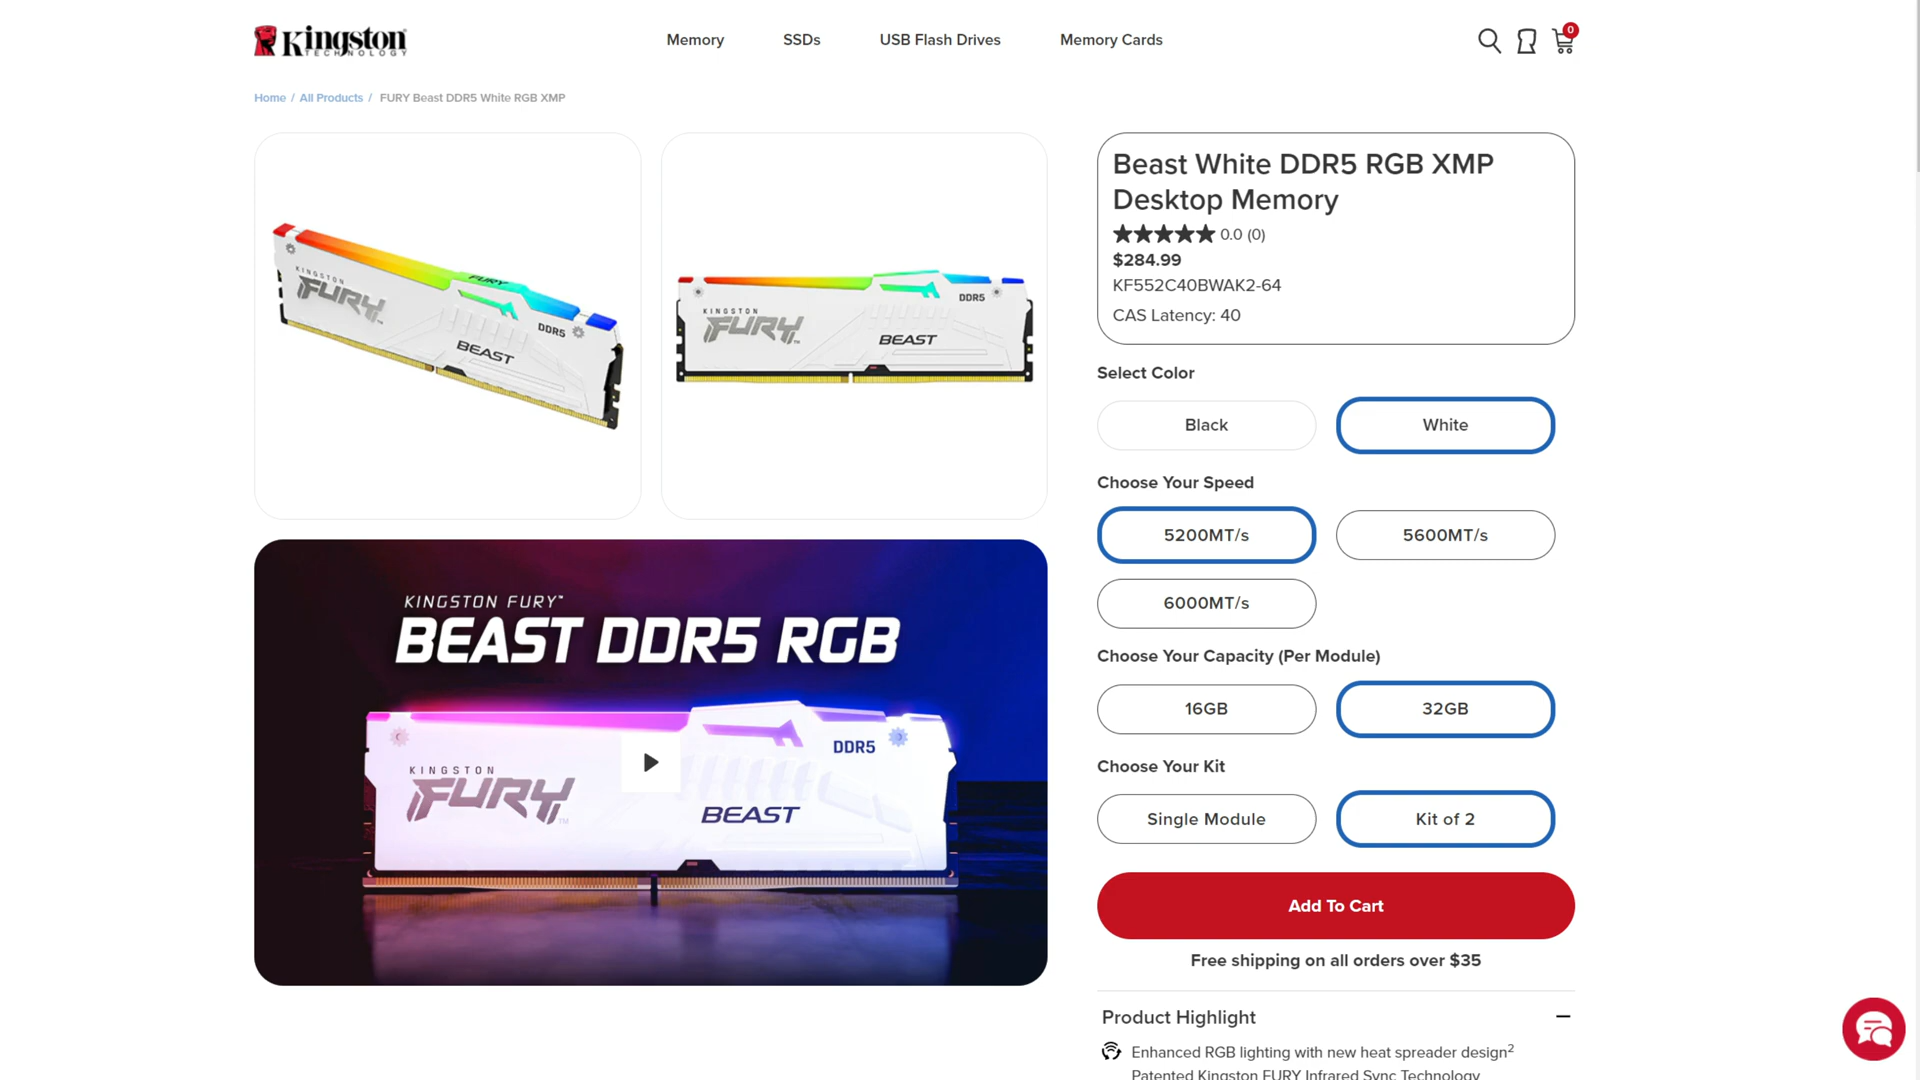 Kingston
TECHNOLOGY
Memory
SSDs
USB Flash Drives
Memory Cards
0
Home / All Products / FURY Beast DDR5 White RGB XMP
KINGSTON
FURY
FURY
DDR5
BEAST
KINGSTON
FURY
DDR5
BEAST
Beast White DDR5 RGB XMP
Desktop Memory
0.0 (0)
$284.99
KF552C40BWAK2-64
CAS Latency: 40
Select Color
Black
White
Choose Your Speed
5200MT/s
5600MT/s
6000MT/s
Choose Your Capacity (Per Module)
16GB
32GB
Choose Your Kit
Single Module
Kit of 2
Add To Cart
Free shipping on all orders over $35
KINGSTON FURY™
BEAST DDR5 RGB
DDR5
KINGSTON
FURY™
BEAST
Product Highlight
Enhanced RGB lighting with new heat spreader design2
Patented Kingston FURY Infrared Sync Technology